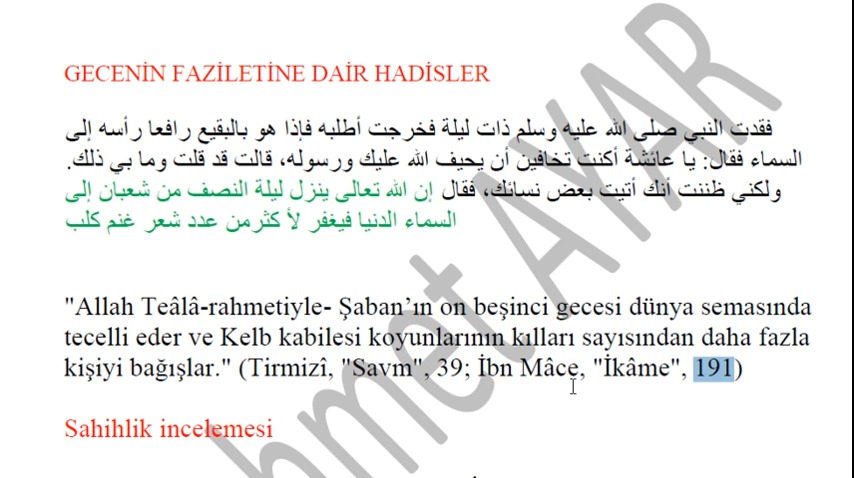 GECENİN FAZİLETİNE DAİR HADİSLER
فقدت النبي صلى الله عليه وسلم ذات ليلة فخرجت أطلبه فإذا هو بالبقيع رافعا رأسه إلى
السماء فقال: يا عائشة أكنت تخافين أن يحيف الله عليك ورسوله، قالت قد قلت وما بي ذلك.
ولكني ظننت أنك أتيت بعض نسائك، فقال إن الله تعالى ينزل ليلة النصف من شعبان إلى
السماء الدنيا فيغفر لأ كثرمن عدد شعر غنم كلب
"Allah Teâlâ-rahmetiyle- Şaban’ın on beşinci gecesi dünya semasında
tecelli eder ve Kelb kabilesi koyunlarının kılları sayısından daha fazla
kişiyi bağışlar." (Tirmizî, "Savm", 39; İbn Mâce, "İkâme", 191)
Sahihlik incelemesi
hmet AYAR